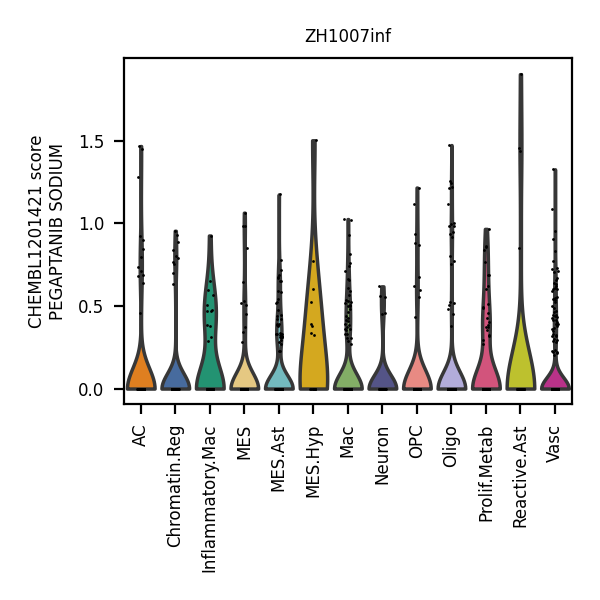 ZH1007inf
CHEMBL1201421 score
PEGAPTANIB SODIUM
1.5
1.0
0.5
0.0
AC
Chromatin.Reg
Inflammatory.Mac
MES
MES.Ast
MES.Hyp
Mac
Neuron
OPC
Oligo
Prolif.Metab
Reactive.Ast
Vasc